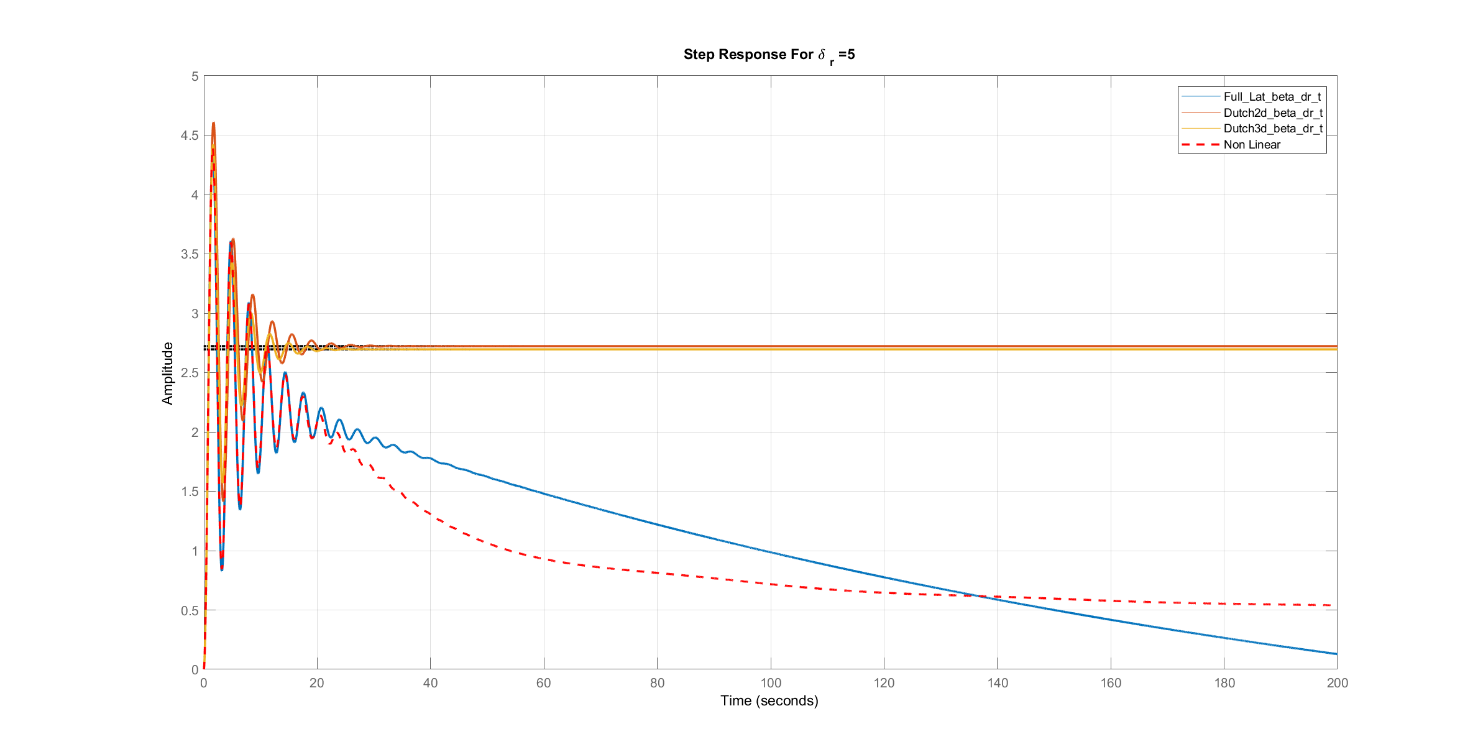 Step Response For δ r =5
Full_Lat_beta_dr_t
Dutch2d_beta_dr_t
Dutch3d_beta_dr_t
Non Linear
Amplitude
5
4.5
4
3.5
3
2.5
2
1.5
1
0.5
0
0 20 40 60 80 100 120 140 160 180 200
Time (seconds)